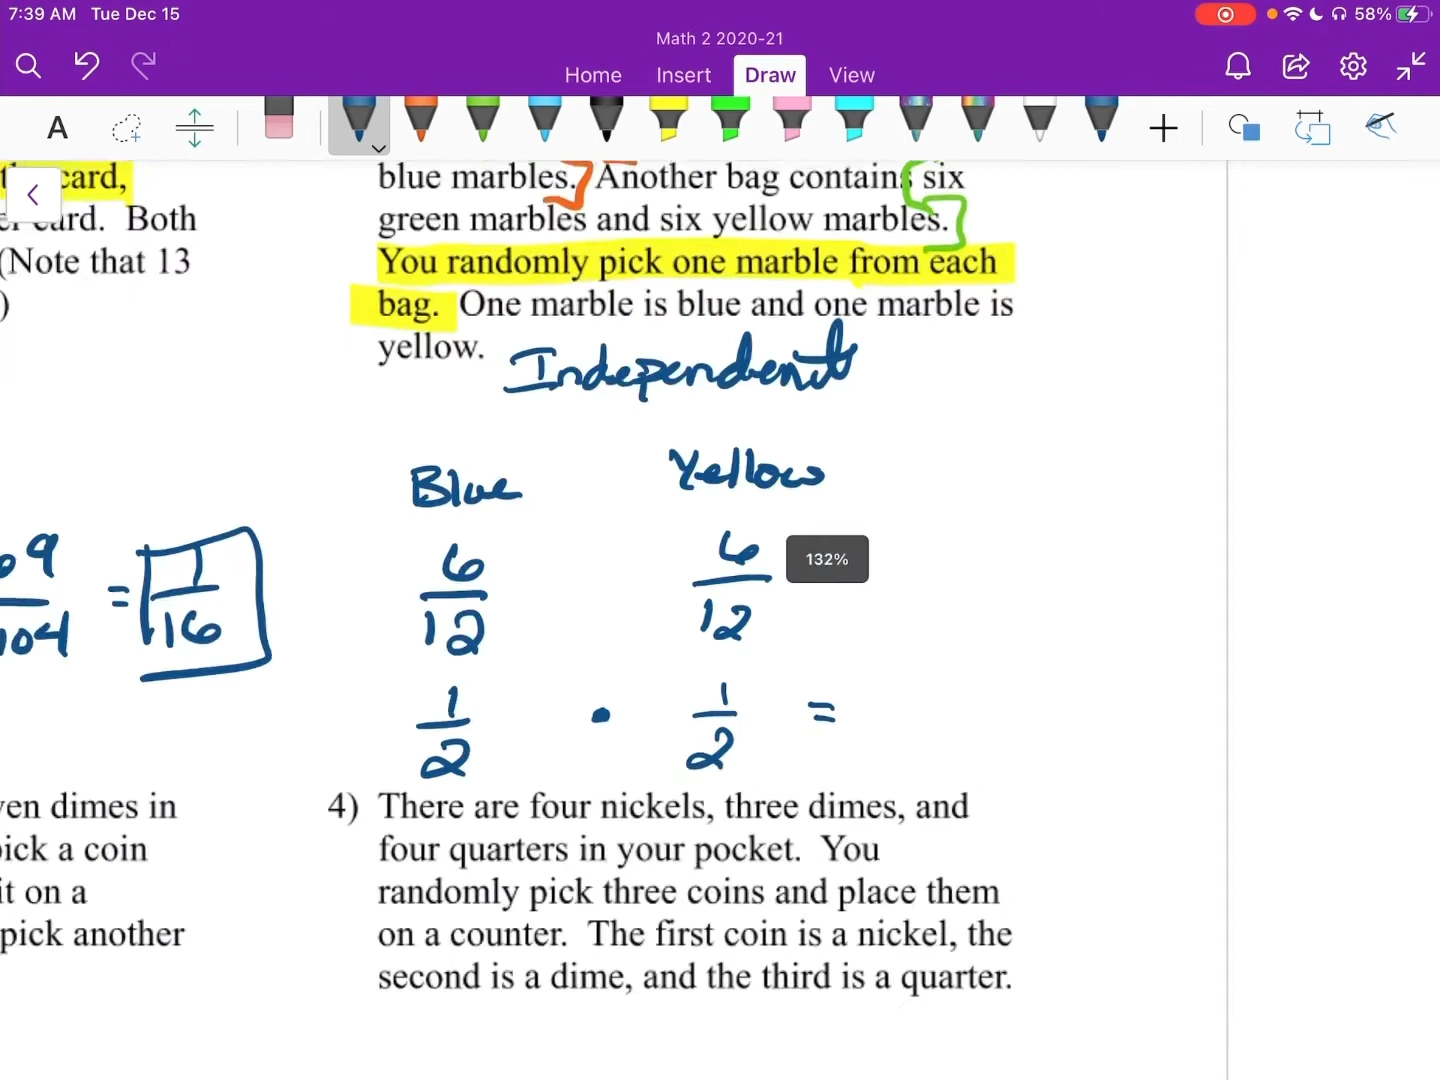 7:39 AM Tue Dec 15
58%
Math 2 2020-21
Home Insert Draw View
A
card,
card. Both
(Note that 13
)
blue marbles. Another bag contains six
green marbles and six yellow marbles.
You randomly pick one marble from each
bag. One marble is blue and one marble is
yellow.
Independent
Blue Yellow
6/12 6/12
132%
9/104 = 1/16
1/2 • 1/2 =
ven dimes in
pick a coin
it on a
pick another
4) There are four nickels, three dimes, and
four quarters in your pocket. You
randomly pick three coins and place them
on a counter. The first coin is a nickel, the
second is a dime, and the third is a quarter.